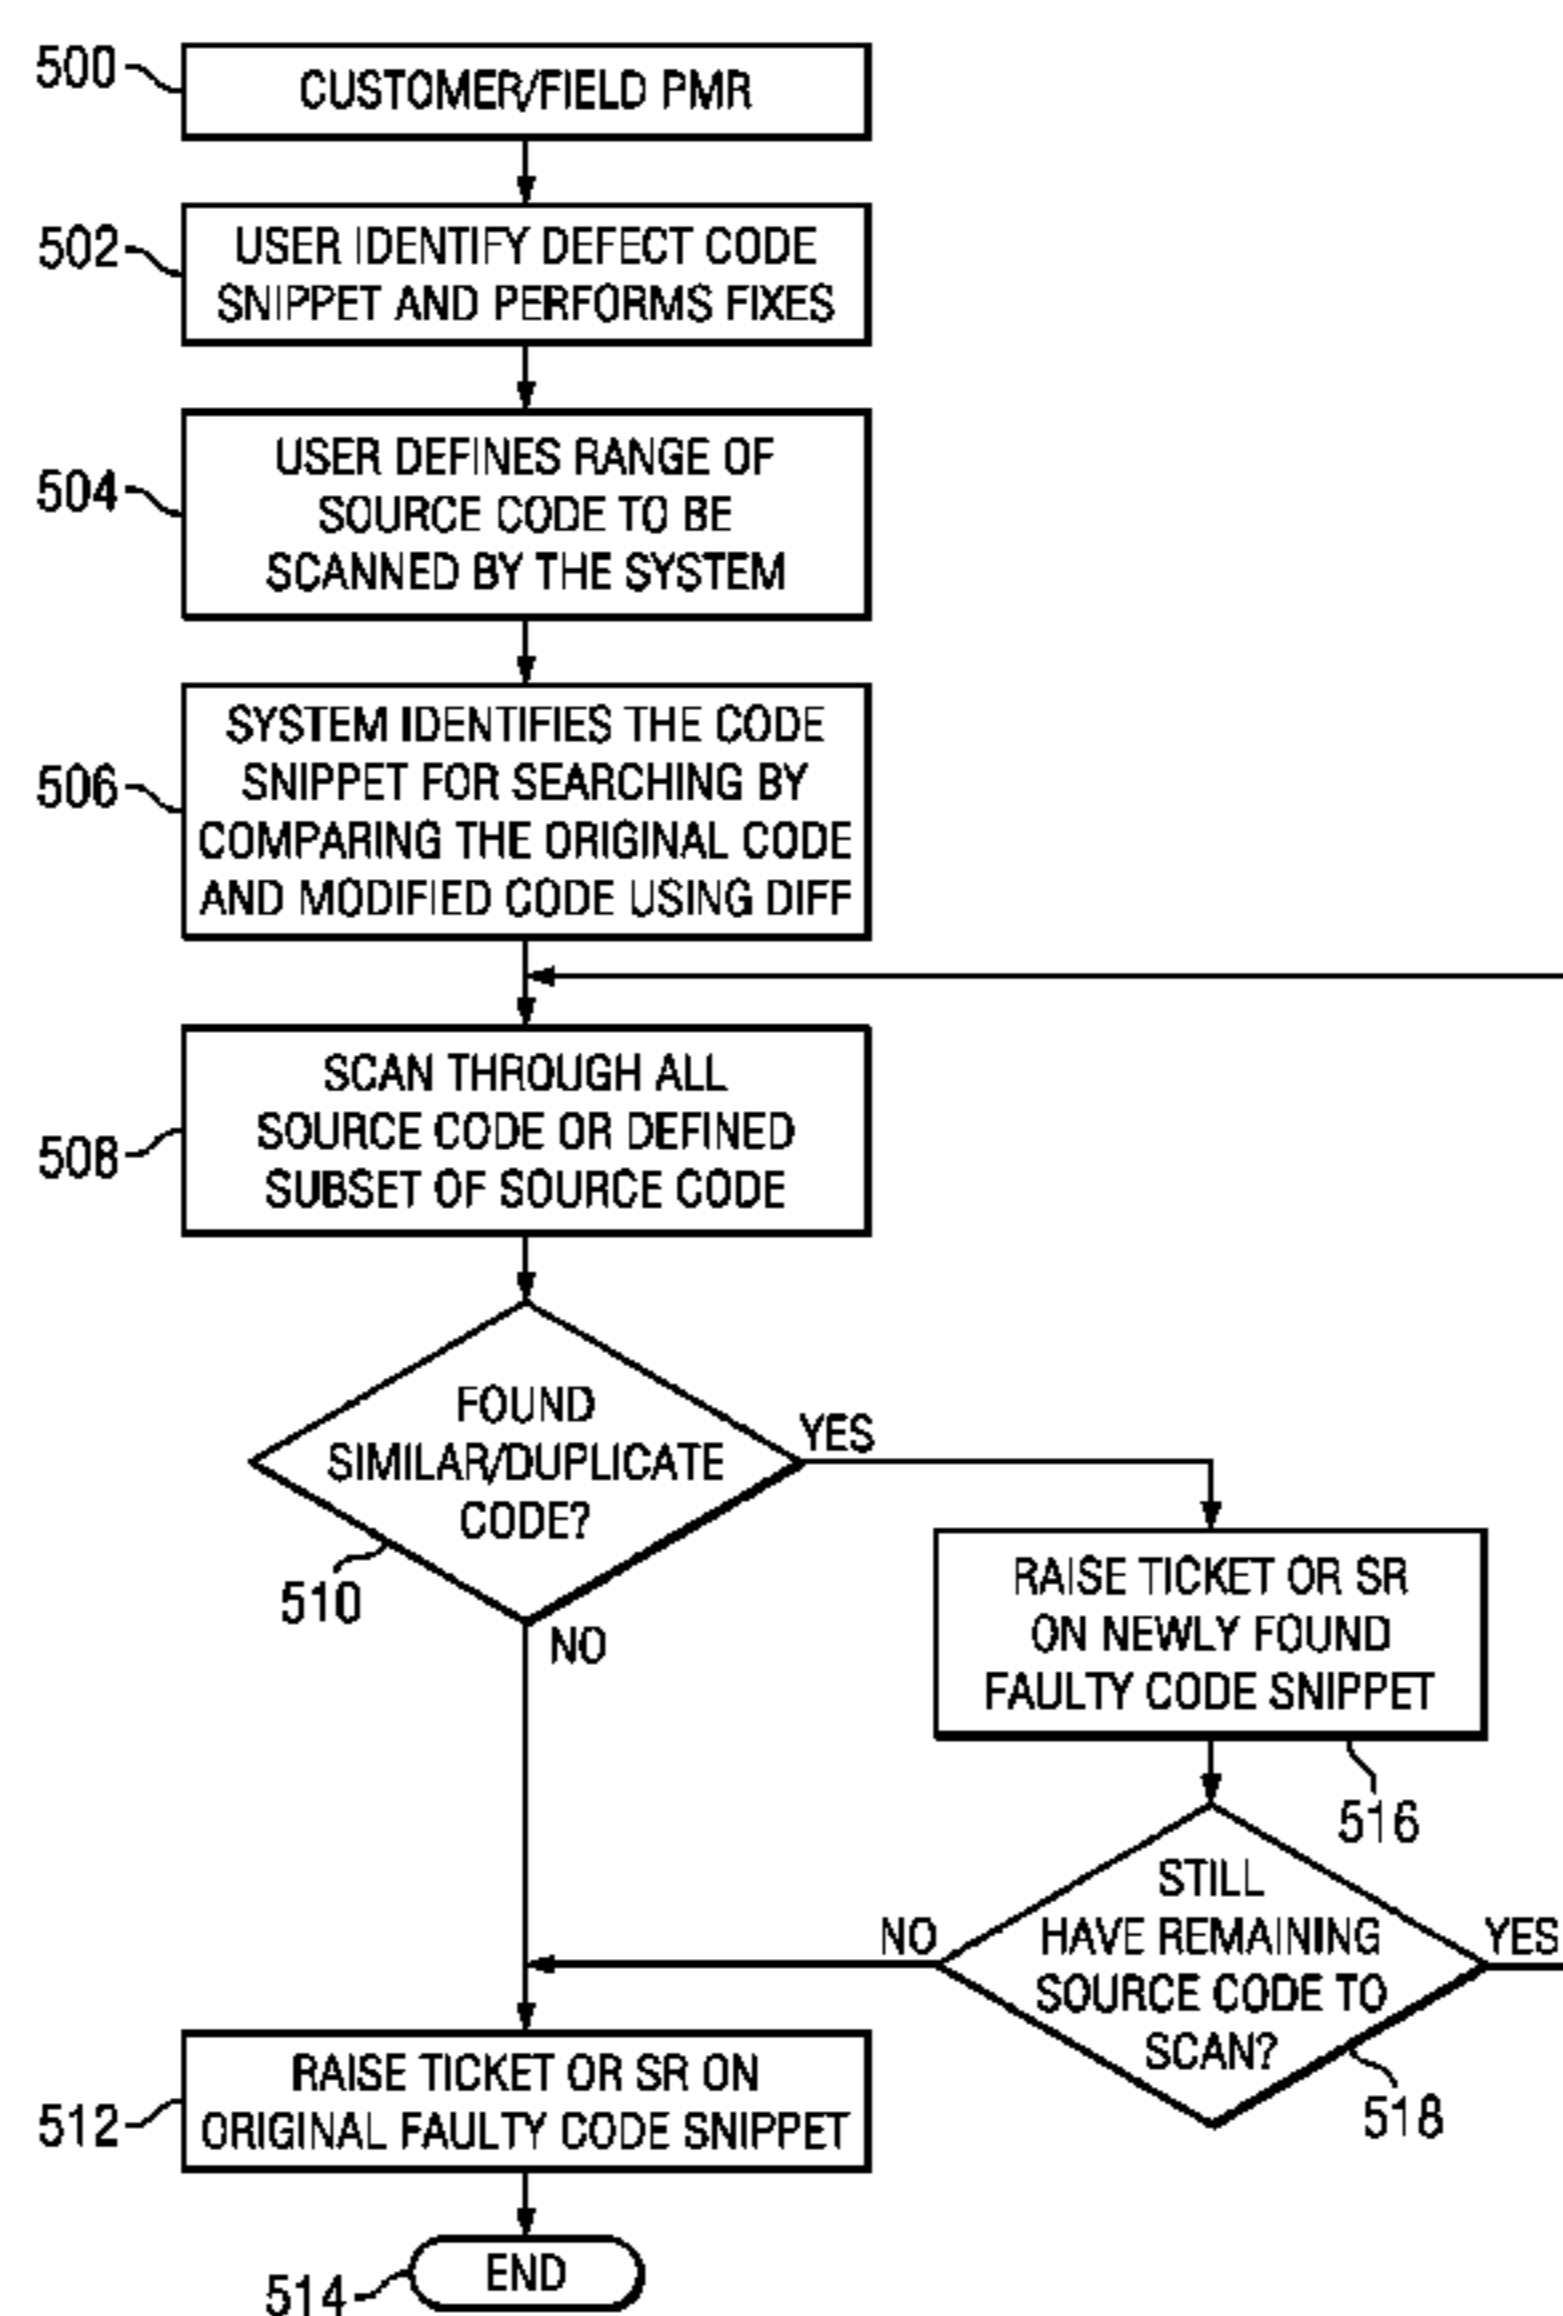 500
CUSTOMER/FIELD PMR
502
USER IDENTIFY DEFECT CODE
SNIPPET AND PERFORMS FIXES
504
USER DEFINES RANGE OF
SOURCE CODE TO BE
SCANNED BY THE SYSTEM
506
SYSTEM IDENTIFIES THE CODE
SNIPPET FOR SEARCHING BY
COMPARING THE ORIGINAL CODE
AND MODIFIED CODE USING DIFF
508
SCAN THROUGH ALL
SOURCE CODE OR DEFINED
SUBSET OF SOURCE CODE
FOUND
SIMILAR/DUPLICATE
CODE?
YES
510
NO
RAISE TICKET OR SR
ON NEWLY FOUND
FAULTY CODE SNIPPET
516
STILL
HAVE REMAINING
SOURCE CODE TO
SCAN?
NO
YES
518
512
RAISE TICKET OR SR ON
ORIGINAL FAULTY CODE SNIPPET
514
END